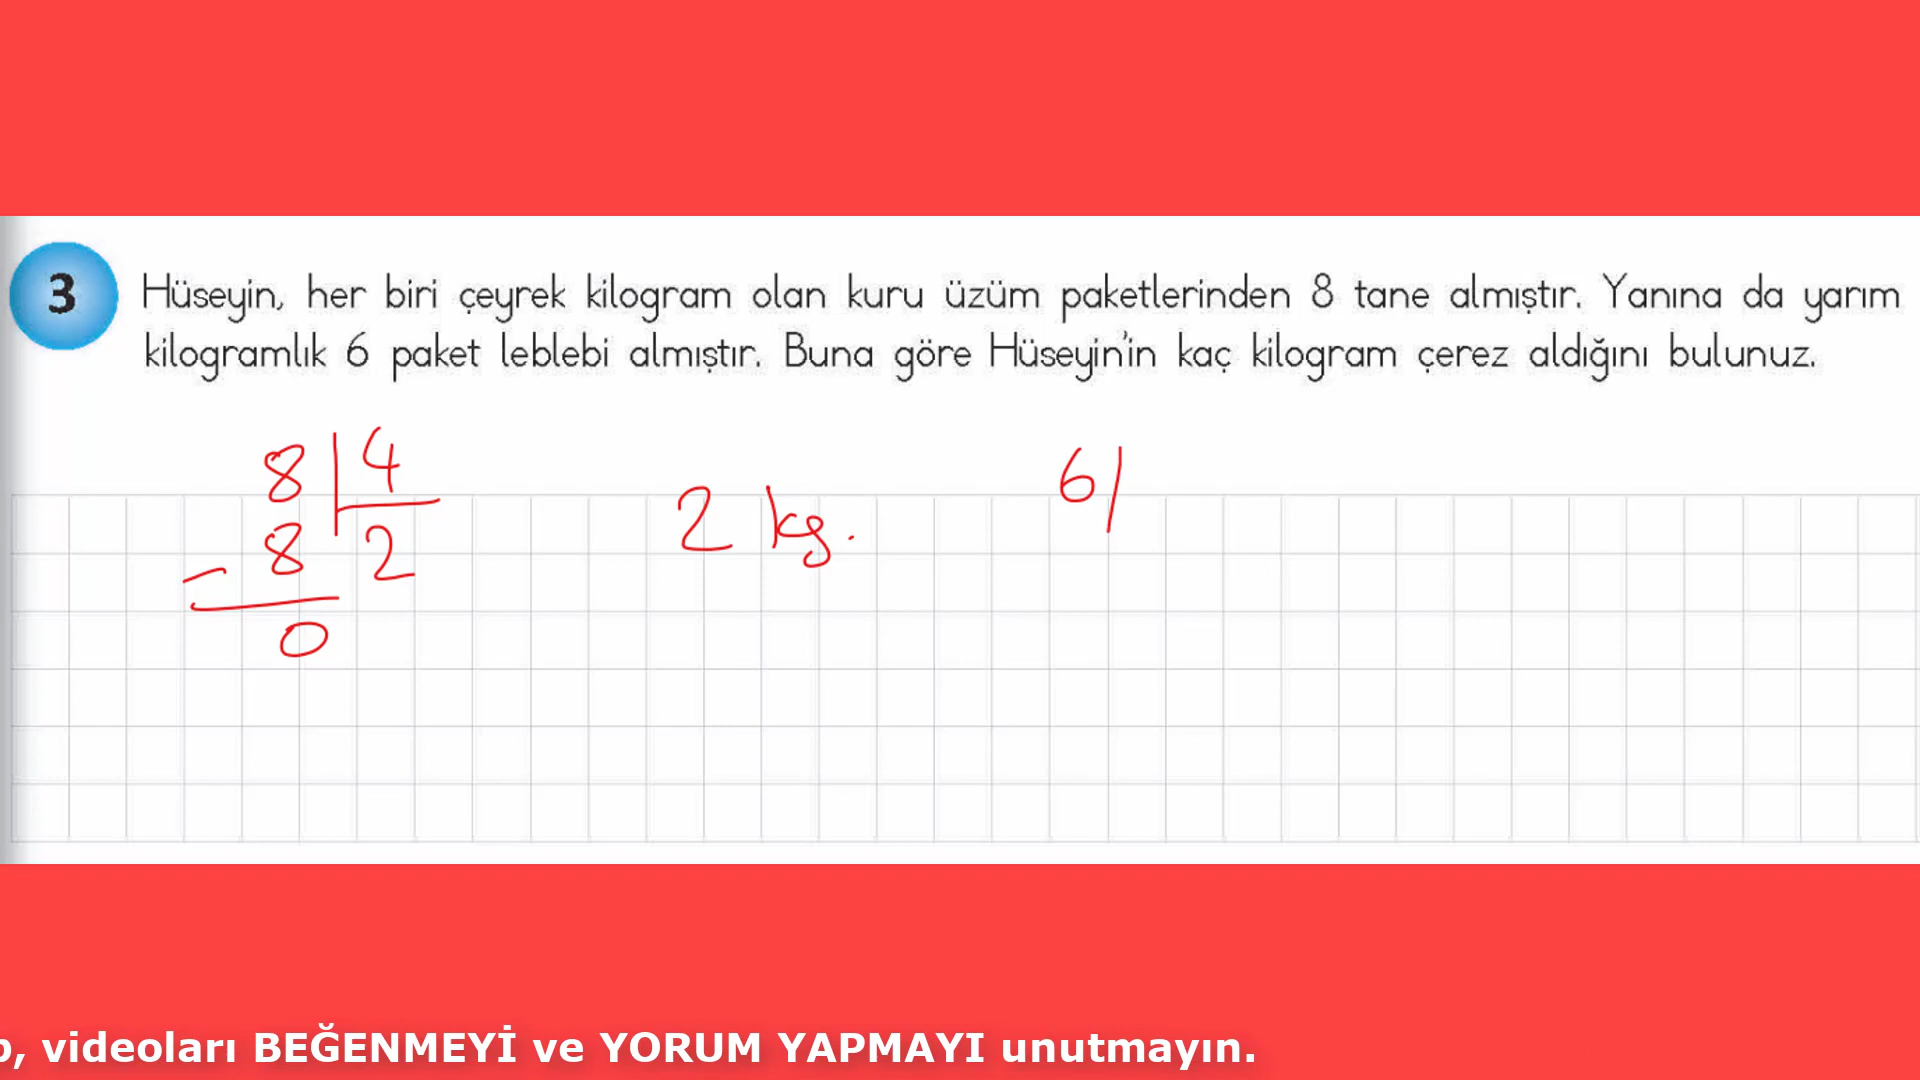 3
Hüseyin, her biri çeyrek kilogram olan kuru üzüm paketlerinden 8 tane almıştır. Yanına da yarım
kilogramlık 6 paket leblebi almıştır. Buna göre Hüseyin'in kaç kilogram çerez aldığını bulunuz.
8 | 4
8 2
-
0
2 kg.
6 |
videoları BEĞENMEYİ ve YORUM YAPMAYI unutmayın.